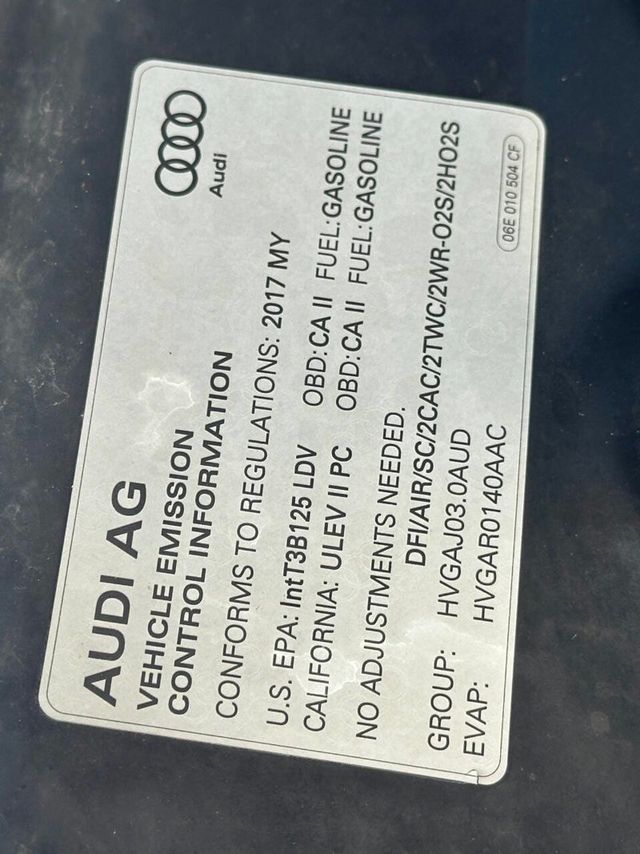 Audi
AUDI AG
VEHICLE EMISSION
CONTROL INFORMATION
CONFORMS TO REGULATIONS: 2017 MY
U.S. EPA: IntT3B125 LDV OBD: CA II FUEL: GASOLINE
CALIFORNIA: ULEV II PC OBD: CA II FUEL: GASOLINE
NO ADJUSTMENTS NEEDED.
DFI/AIR/SC/2CAC/2TWC/2WR-O2S/2HO2S
GROUP: HVGAJ03.0AUD
EVAP: HVGAR0140AAC
06E 010 504 CF